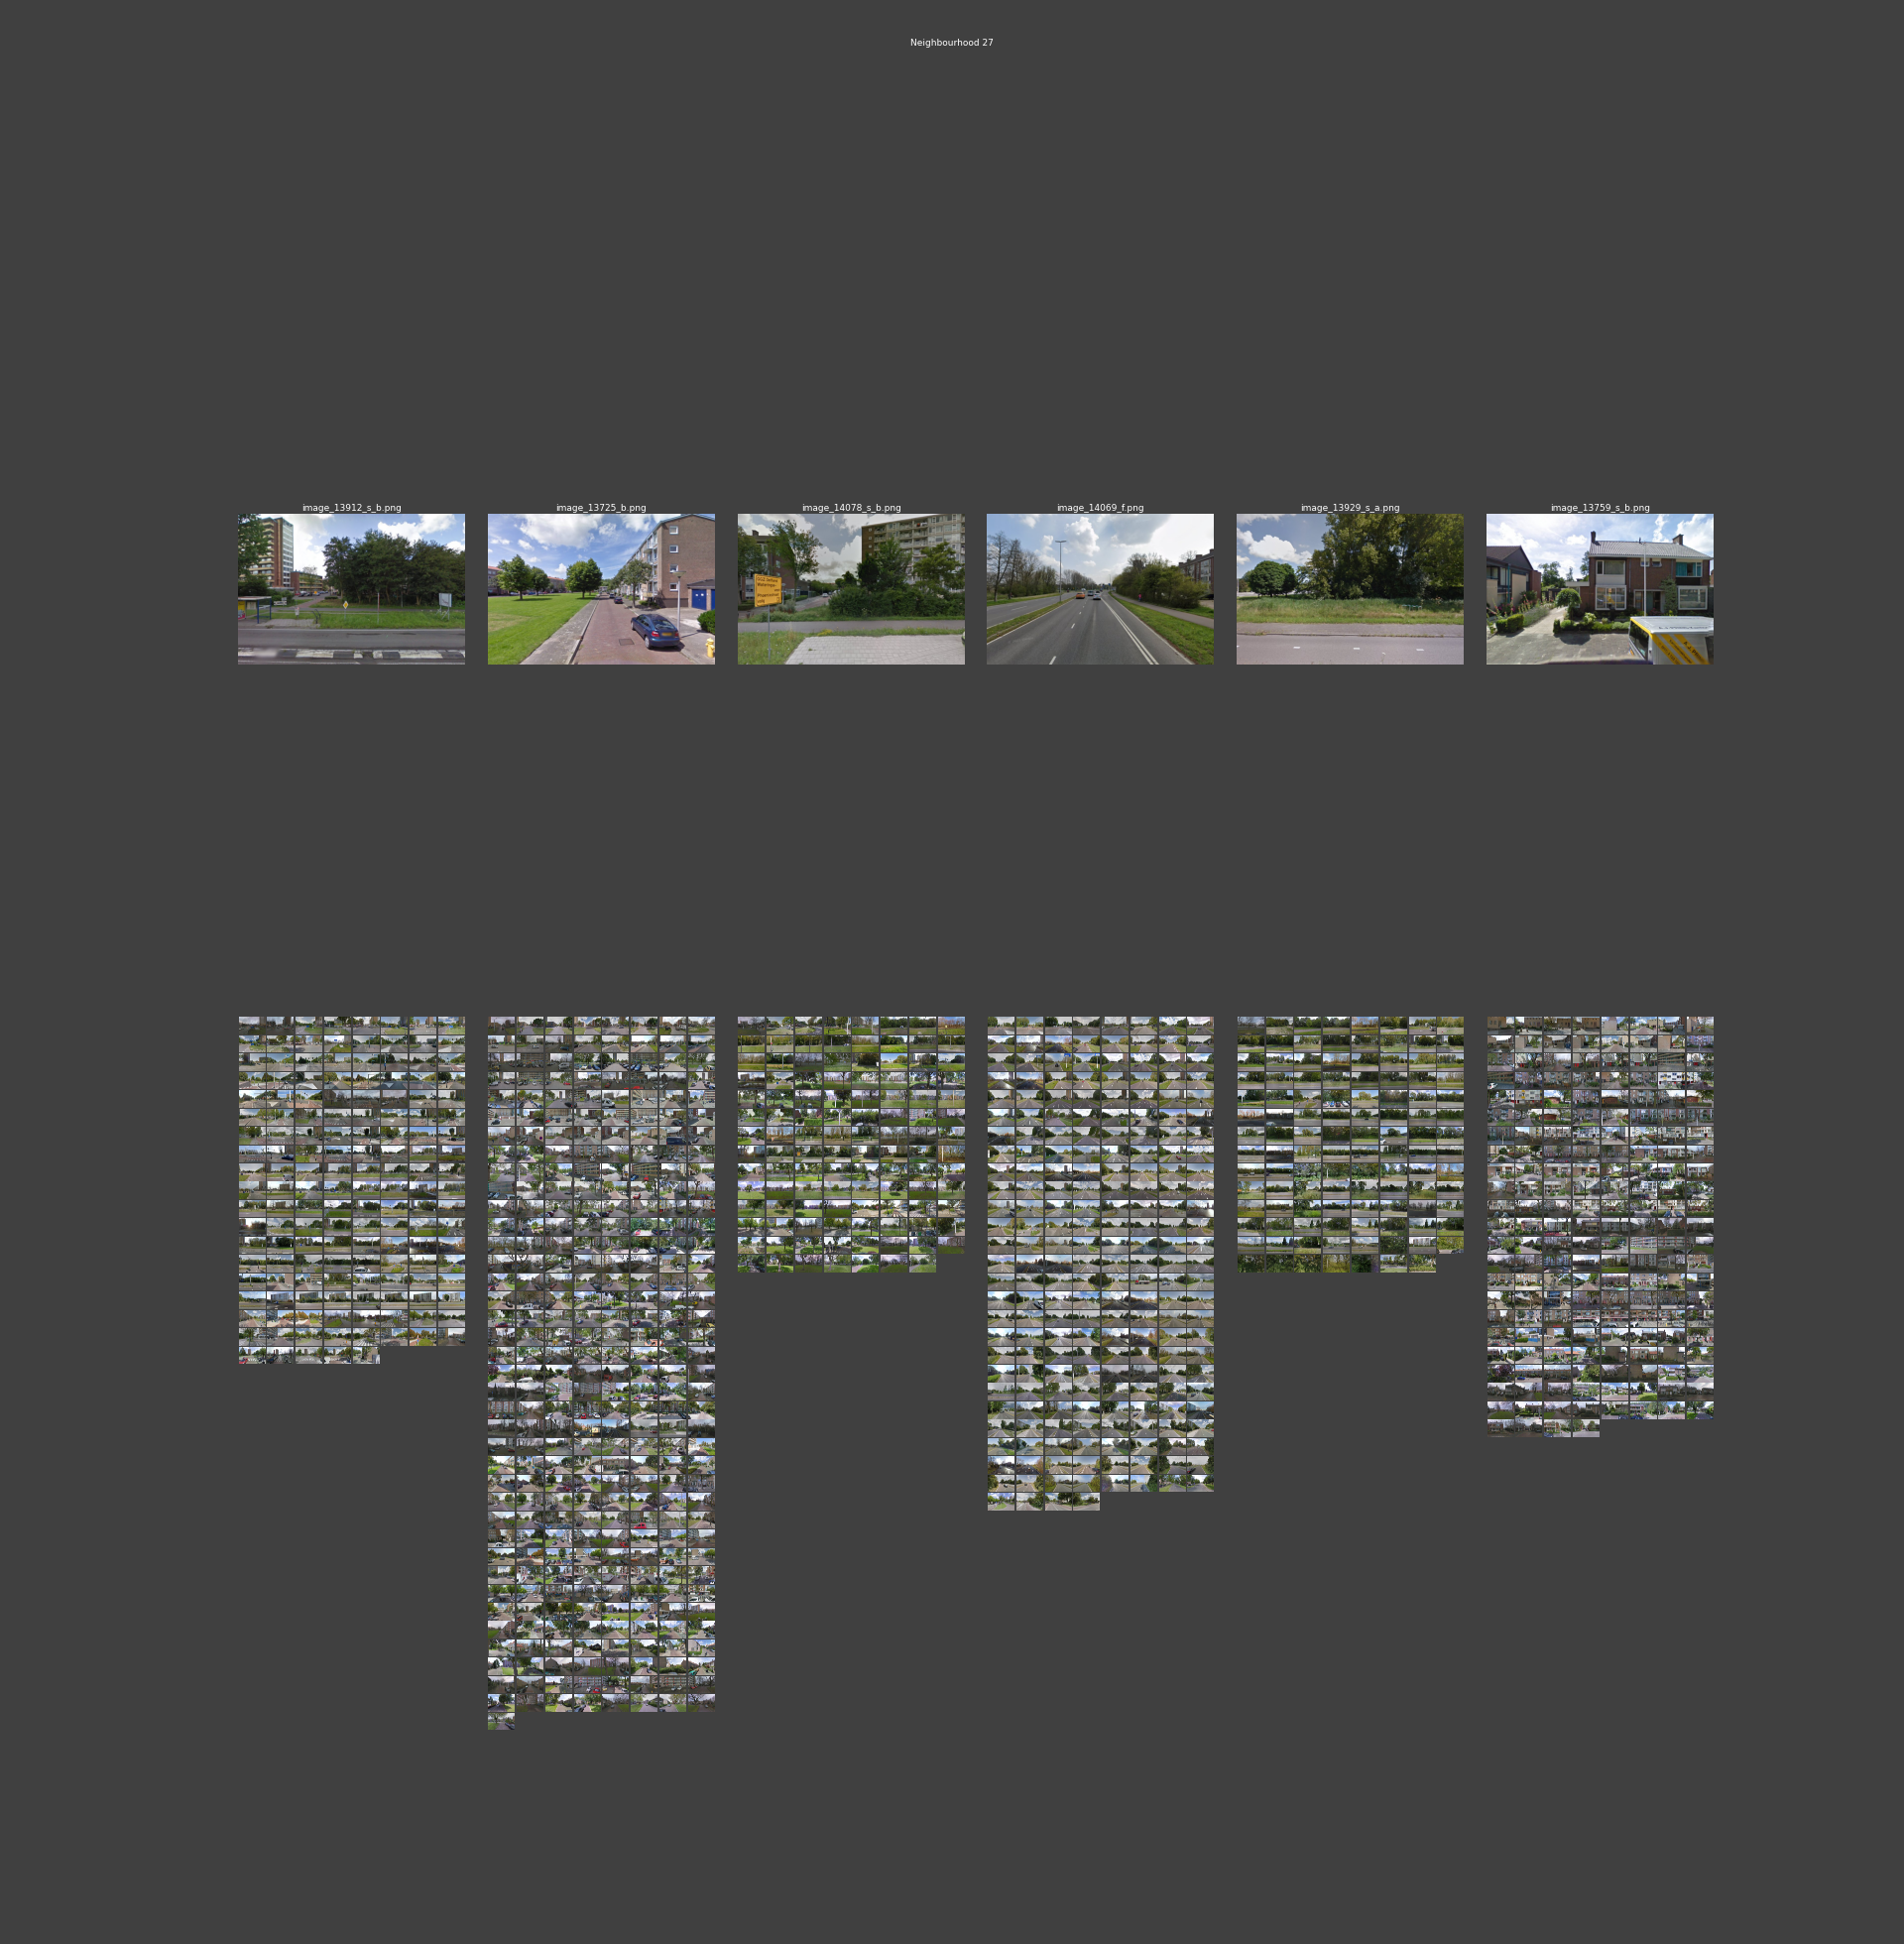 Neighbourhood 27
image_13912_s_b.png
image_13725_b.png
image_14078_s_b.png
image_14069_f.png
image_13929_s_a.png
image_13759_s_b.png